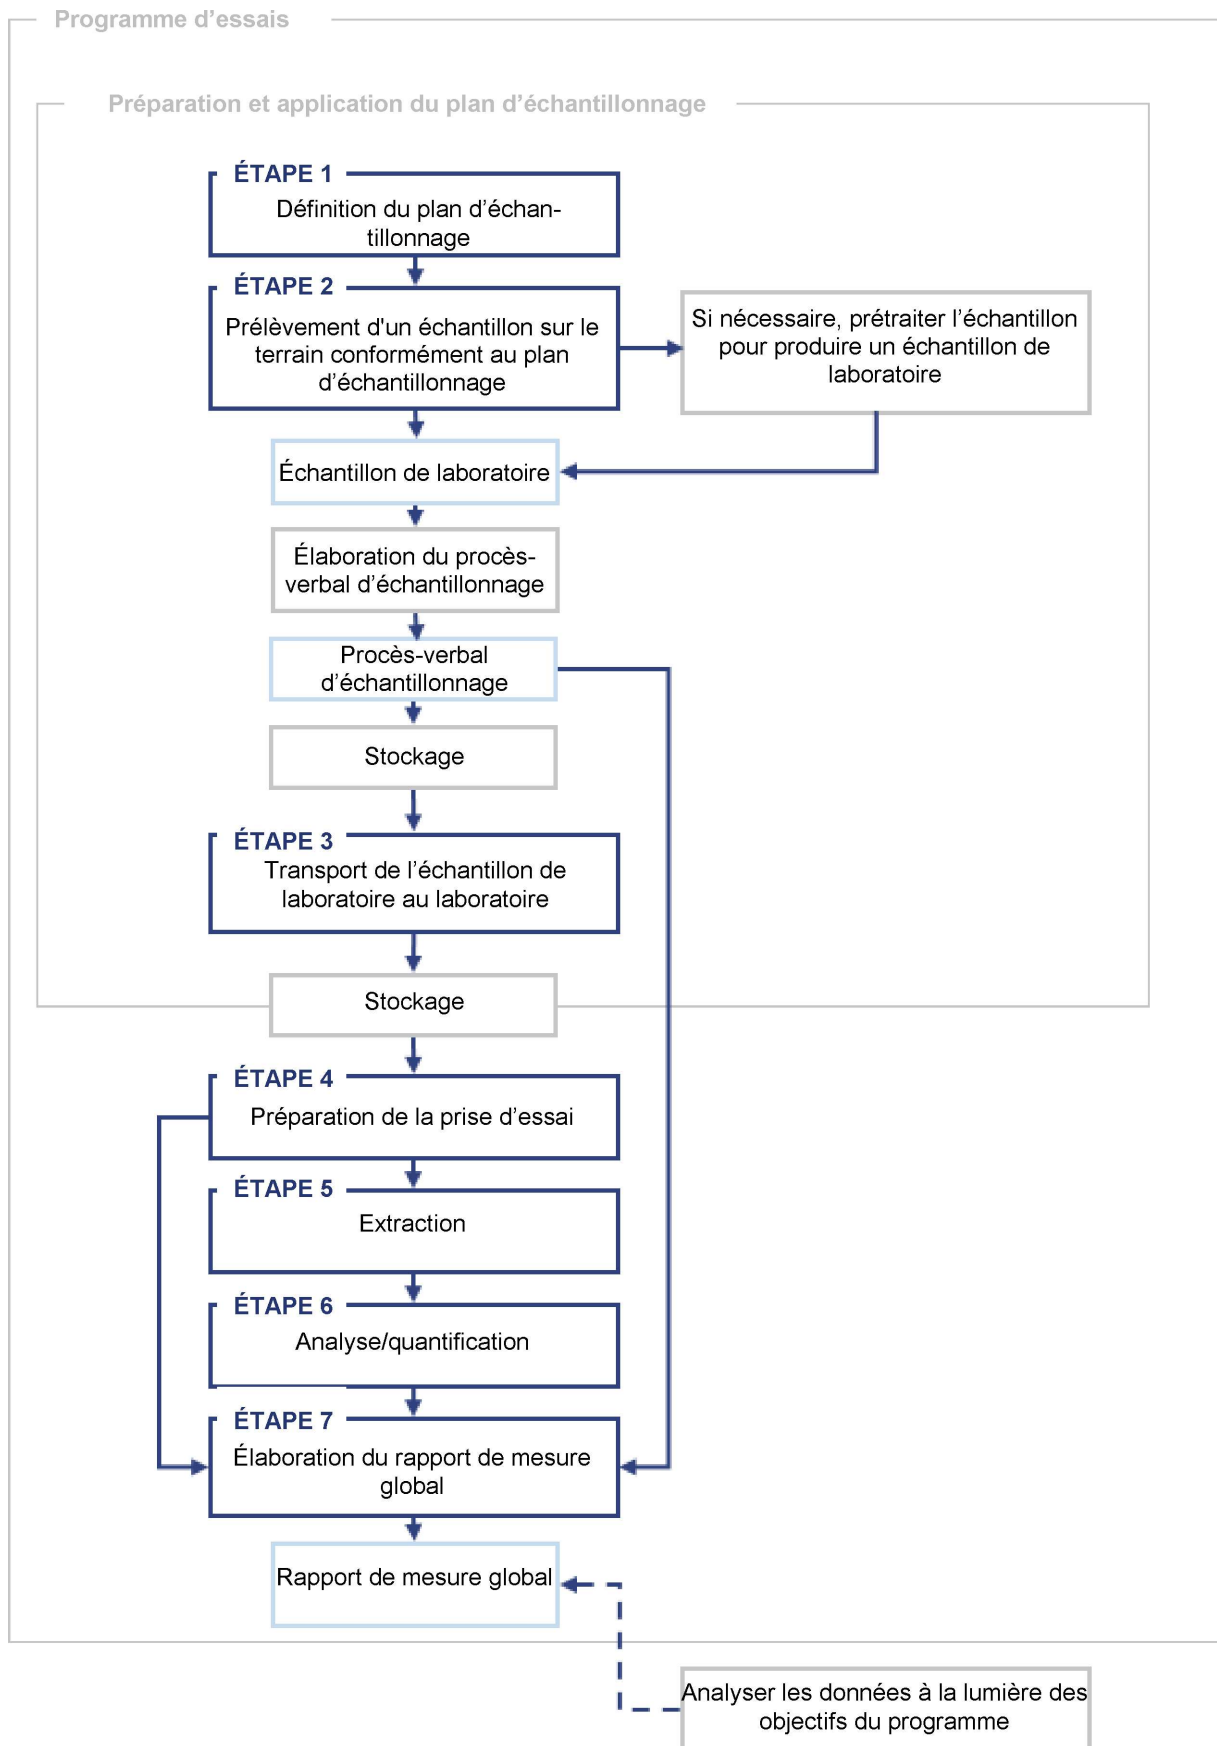 Programme d’essais
Préparation et application du plan d’échantillonnage
ÉTAPE 1
Définition du plan d’échan-
tillonnage
ÉTAPE 2
Prélèvement d'un échantillon sur le
terrain conformément au plan
d’échantillonnage
Si nécessaire, prétraiter l’échantillon
pour produire un échantillon de
laboratoire
Échantillon de laboratoire
Élaboration du procès-
verbal d’échantillonnage
Procès-verbal
d’échantillonnage
Stockage
ÉTAPE 3
Transport de l’échantillon de
laboratoire au laboratoire
Stockage
ÉTAPE 4
Préparation de la prise d’essai
ÉTAPE 5
Extraction
ÉTAPE 6
Analyse/quantification
ÉTAPE 7
Élaboration du rapport de mesure
global
Rapport de mesure global
Analyser les données à la lumière des
objectifs du programme